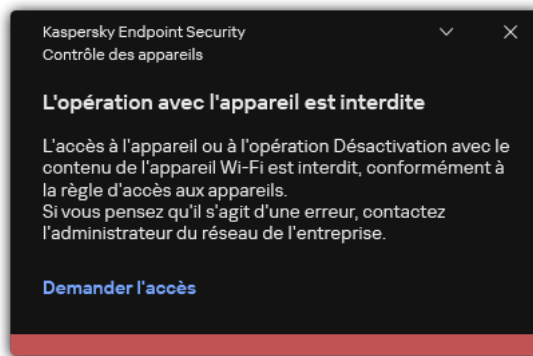 Kaspersky Endpoint Security
Contrôle des appareils
L'opération avec l'appareil est interdite
L'accès à l'appareil ou à l'opération Désactivation avec le
contenu de l'appareil Wi-Fi est interdit, conformément à
la règle d'accès aux appareils.
Si vous pensez qu'il s'agit d'une erreur, contactez
l'administrateur du réseau de l'entreprise.
Demander l'accès